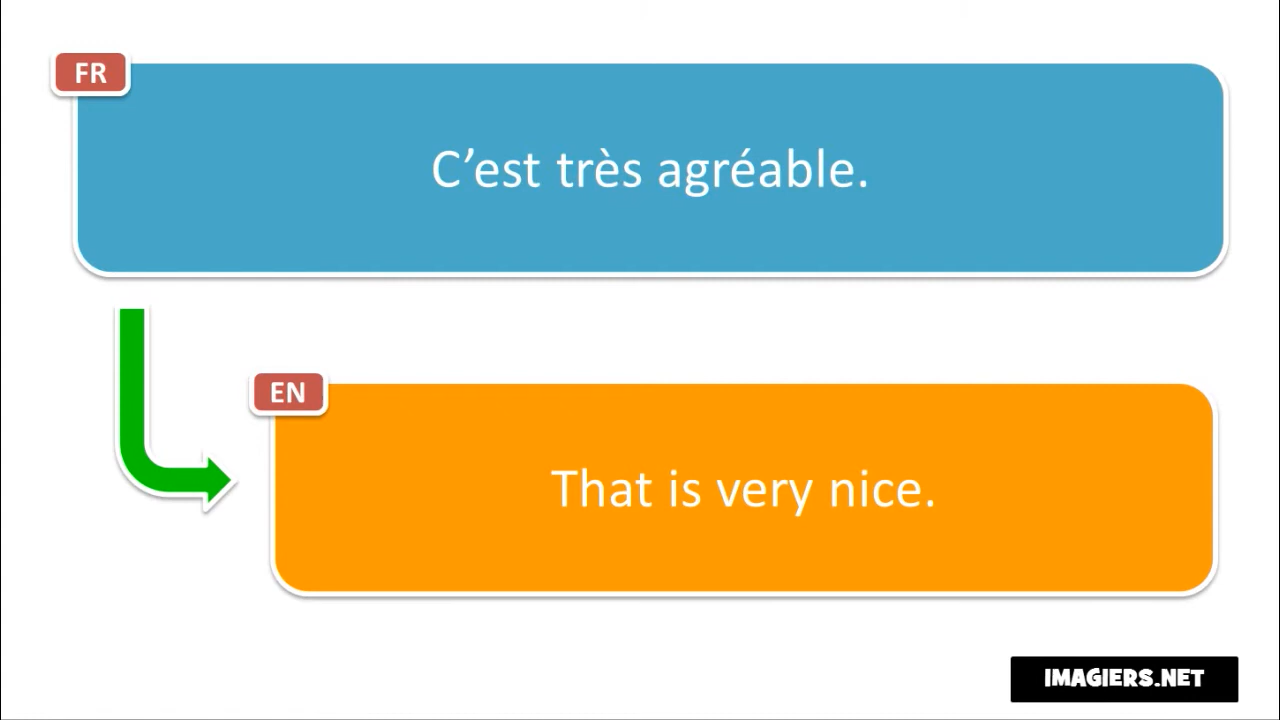 FR
C’est très agréable.
EN
That is very nice.
IMAGIERS.NET